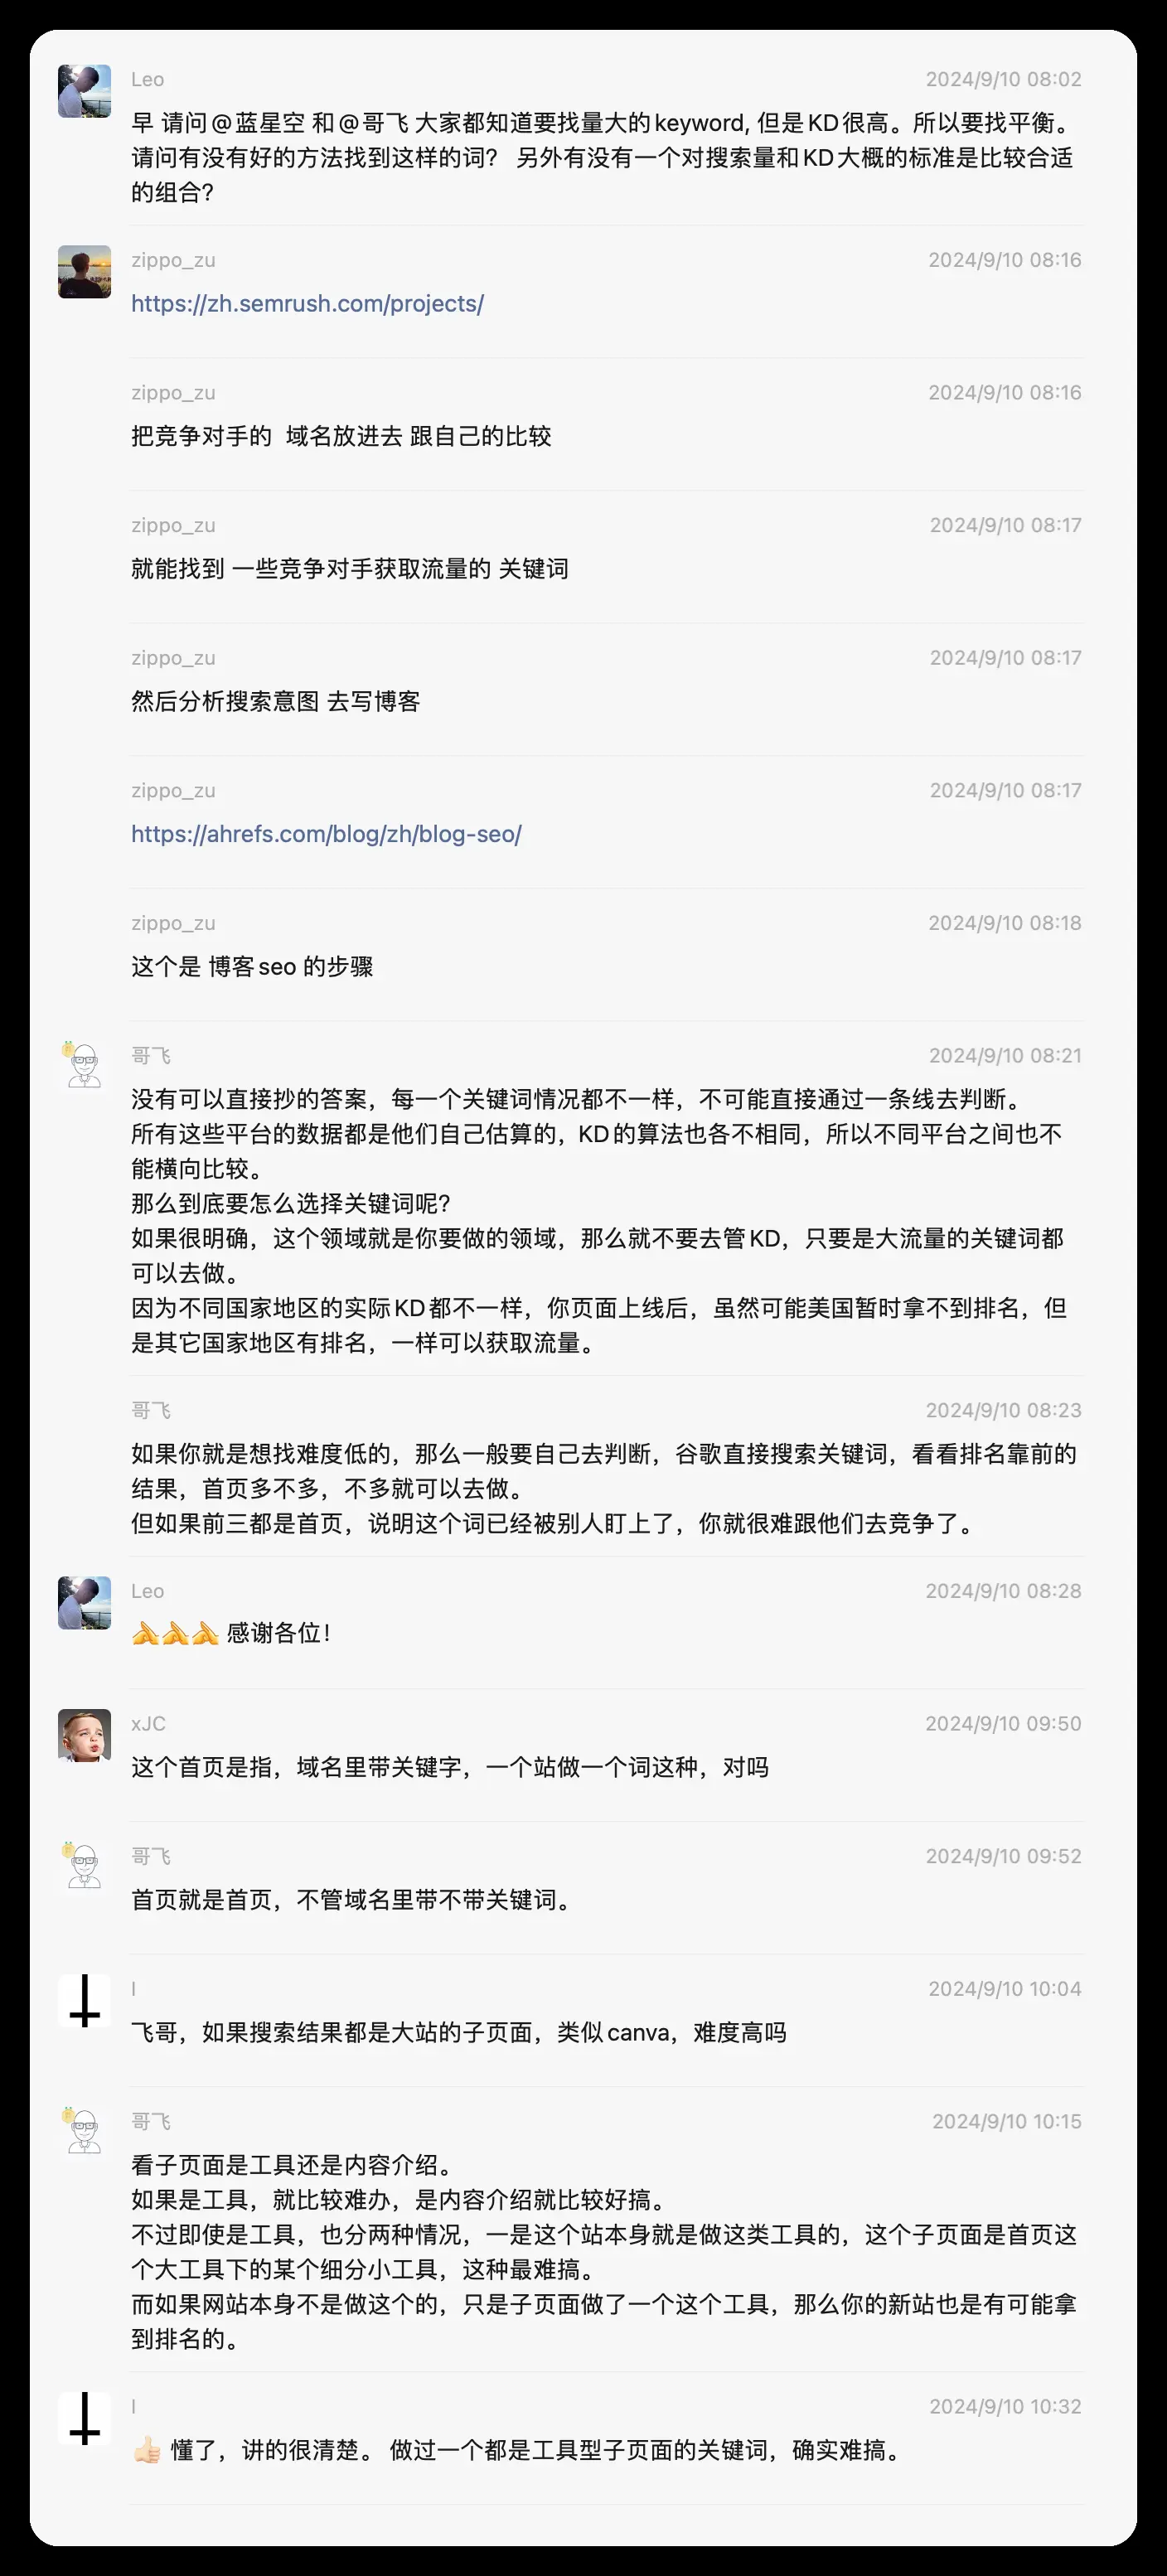 Leo
2024/9/10 08:02
早 请问@蓝星空 和@哥飞 大家都知道要找量大的keyword, 但是KD很高。所以要找平衡。
请问有没有好的方法找到这样的词？ 另外有没有一个对搜索量和KD大概的标准是比较合适
的组合？
zippo_zu
2024/9/10 08:16
https://zh.semrush.com/projects/
zippo_zu
2024/9/10 08:16
把竞争对手的 域名放进去 跟自己的比较
zippo_zu
2024/9/10 08:17
就能找到 一些竞争对手获取流量的 关键词
zippo_zu
2024/9/10 08:17
然后分析搜索意图 去写博客
zippo_zu
2024/9/10 08:17
https://ahrefs.com/blog/zh/blog-seo/
zippo_zu
2024/9/10 08:18
这个是 博客seo 的步骤
哥飞
2024/9/10 08:21
没有可以直接抄的答案，每一个关键词情况都不一样，不可能直接通过一条线去判断。
所有这些平台的数据都是他们自己估算的，KD的算法也各不相同，所以不同平台之间也不
能横向比较。
那么到底要怎么选择关键词呢？
如果很明确，这个领域就是你要做的领域，那么就不要去管KD，只要是大流量的关键词都
可以去做。
因为不同国家地区的实际KD都不一样，你页面上线后，虽然可能美国暂时拿不到排名，但
是其它国家地区有排名，一样可以获取流量。
哥飞
2024/9/10 08:23
如果你就是想找难度低的，那么一般要自己去判断，谷歌直接搜索关键词，看看排名靠前的
结果，首页多不多，不多就可以去做。
但如果前三都是首页，说明这个词已经被别人盯上了，你就很难跟他们去竞争了。
Leo
2024/9/10 08:28
🙏🙏🙏 感谢各位！
xJC
2024/9/10 09:50
这个首页是指，域名里带关键字，一个站做一个词这种，对吗
哥飞
2024/9/10 09:52
首页就是首页，不管域名里带不带关键词。
l
2024/9/10 10:04
飞哥，如果搜索结果都是大站的子页面，类似canva，难度高吗
哥飞
2024/9/10 10:15
看子页面是工具还是内容介绍。
如果是工具，就比较难办，是内容介绍就比较好搞。
不过即使是工具，也分两种情况，一是这个站本身就是做这类工具的，这个子页面是首页这
个大工具下的某个细分小工具，这种最难搞。
而如果网站本身不是做这个的，只是子页面做了一个这个工具，那么你的新站也是有可能拿
到排名的。
l
2024/9/10 10:32
👍🏻 懂了，讲的很清楚。 做过一个都是工具型子页面的关键词，确实难搞。